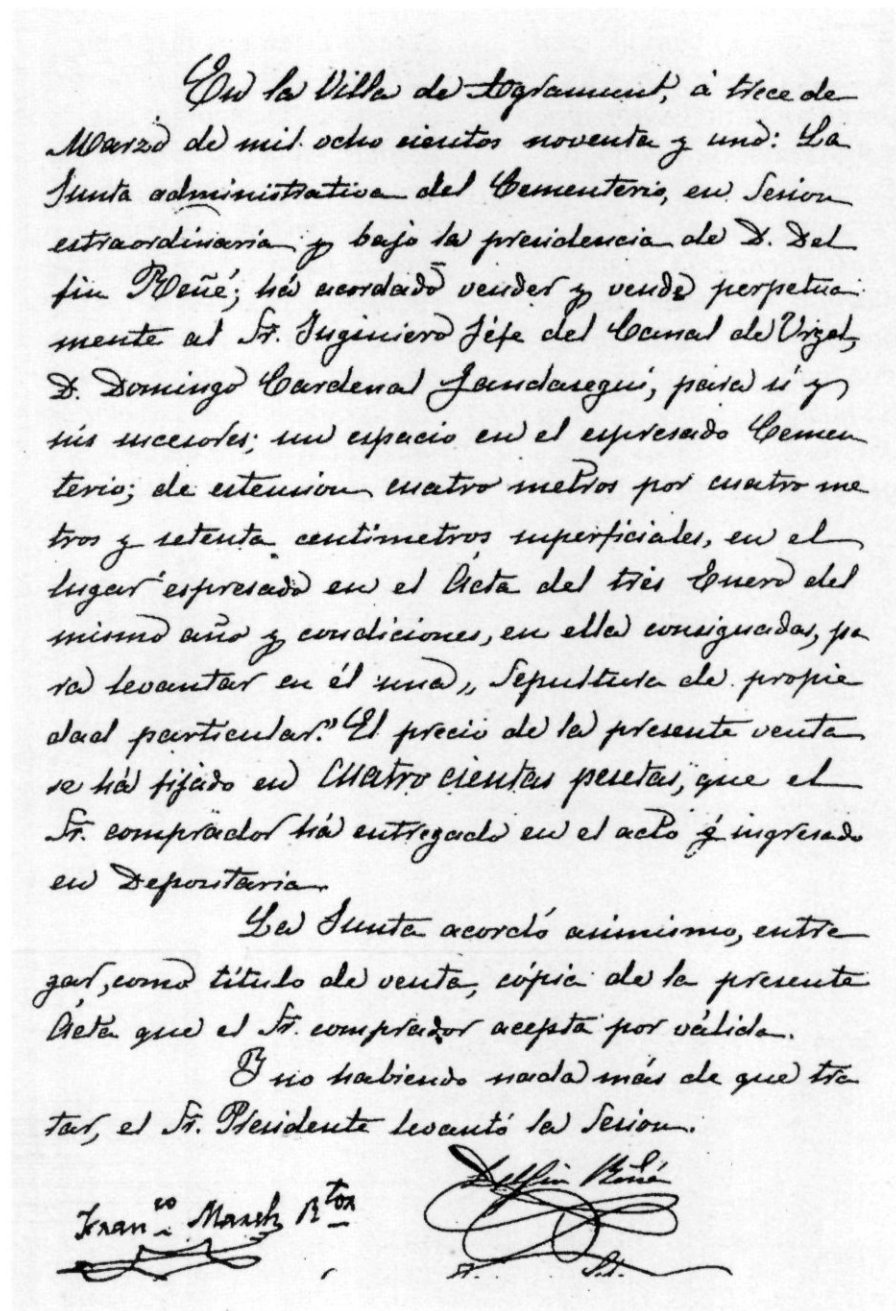 En la Villa de Agramunt, á trece de
Marzo de mil ocho cientos noventa y uno: La
Junta administrativa del Cementerio, en Sesion
estraordinaria y bajo la presidencia de D. Del
fin Reñé; há acordado vender y vende perpetua
mente al Sr. Inginiero Jéfe del Canal de Urgel,
D. Domingo Cardenal Gandasegui, para sí y
sus sucesores; un espacio en el espresado Cemen
terio; de estension cuatro metros por cuatro me
tros y setenta centímetros superficiales, en el
lugar espresado en el Acta del tres Enero del
mismo año y condiciones, en ella consignadas, pa
ra levantar en él una „ Sepultura de propie
dad particular." El precio de la presente venta
se há fijado en Cuatro cientas pesetas, que el
Sr. comprador há entregado en el acto é ingresado
en Depositaria.
La Junta acordó asimismo, entre
gar, como título de venta, cópia de la presente
Acta que el Sr. comprador acepta por válida.
Y no habiendo nada más de que tra
tar, el Sr. Presidente levantó la Sesion.
Delfin Reñé
Fran.co March R.tor